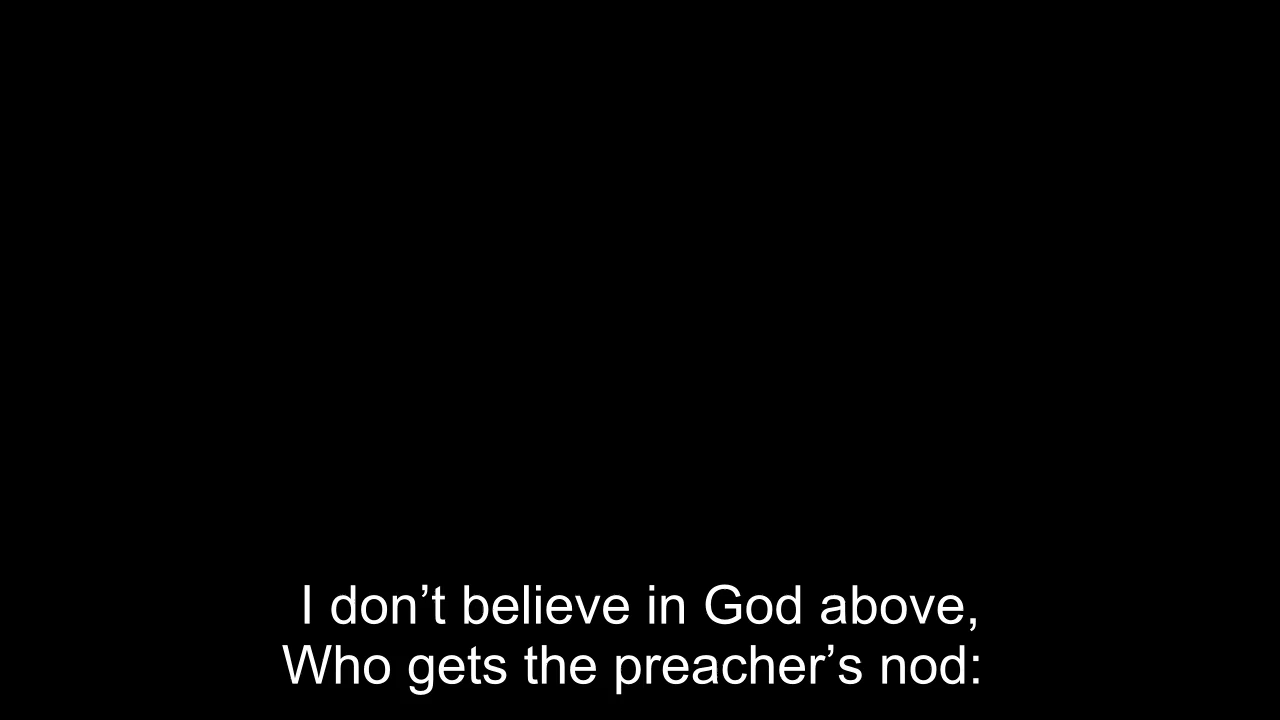 I don’t believe in God above,
Who gets the preacher’s nod: